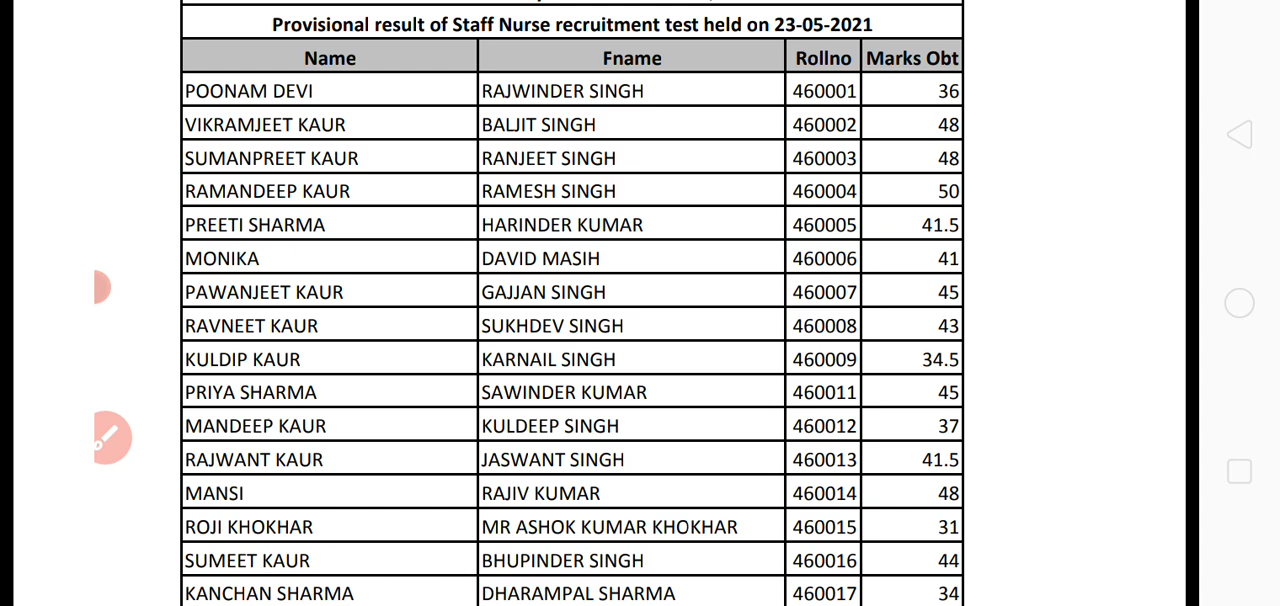 Provisional result of Staff Nurse recruitment test held on 23-05-2021
Name Fname Rollno Marks Obt
POONAM DEVI RAJWINDER SINGH 460001 36
VIKRAMJEET KAUR BALJIT SINGH 460002 48
SUMANPREET KAUR RANJEET SINGH 460003 48
RAMANDEEP KAUR RAMESH SINGH 460004 50
PREETI SHARMA HARINDER KUMAR 460005 41.5
MONIKA DAVID MASIH 460006 41
PAWANJEET KAUR GAJJAN SINGH 460007 45
RAVNEET KAUR SUKHDEV SINGH 460008 43
KULDIP KAUR KARNAIL SINGH 460009 34.5
PRIYA SHARMA SAWINDER KUMAR 460011 45
MANDEEP KAUR KULDEEP SINGH 460012 37
RAJWANT KAUR JASWANT SINGH 460013 41.5
MANSI RAJIV KUMAR 460014 48
ROJI KHOKHAR MR ASHOK KUMAR KHOKHAR 460015 31
SUMEET KAUR BHUPINDER SINGH 460016 44
KANCHAN SHARMA DHARAMPAL SHARMA 460017 34